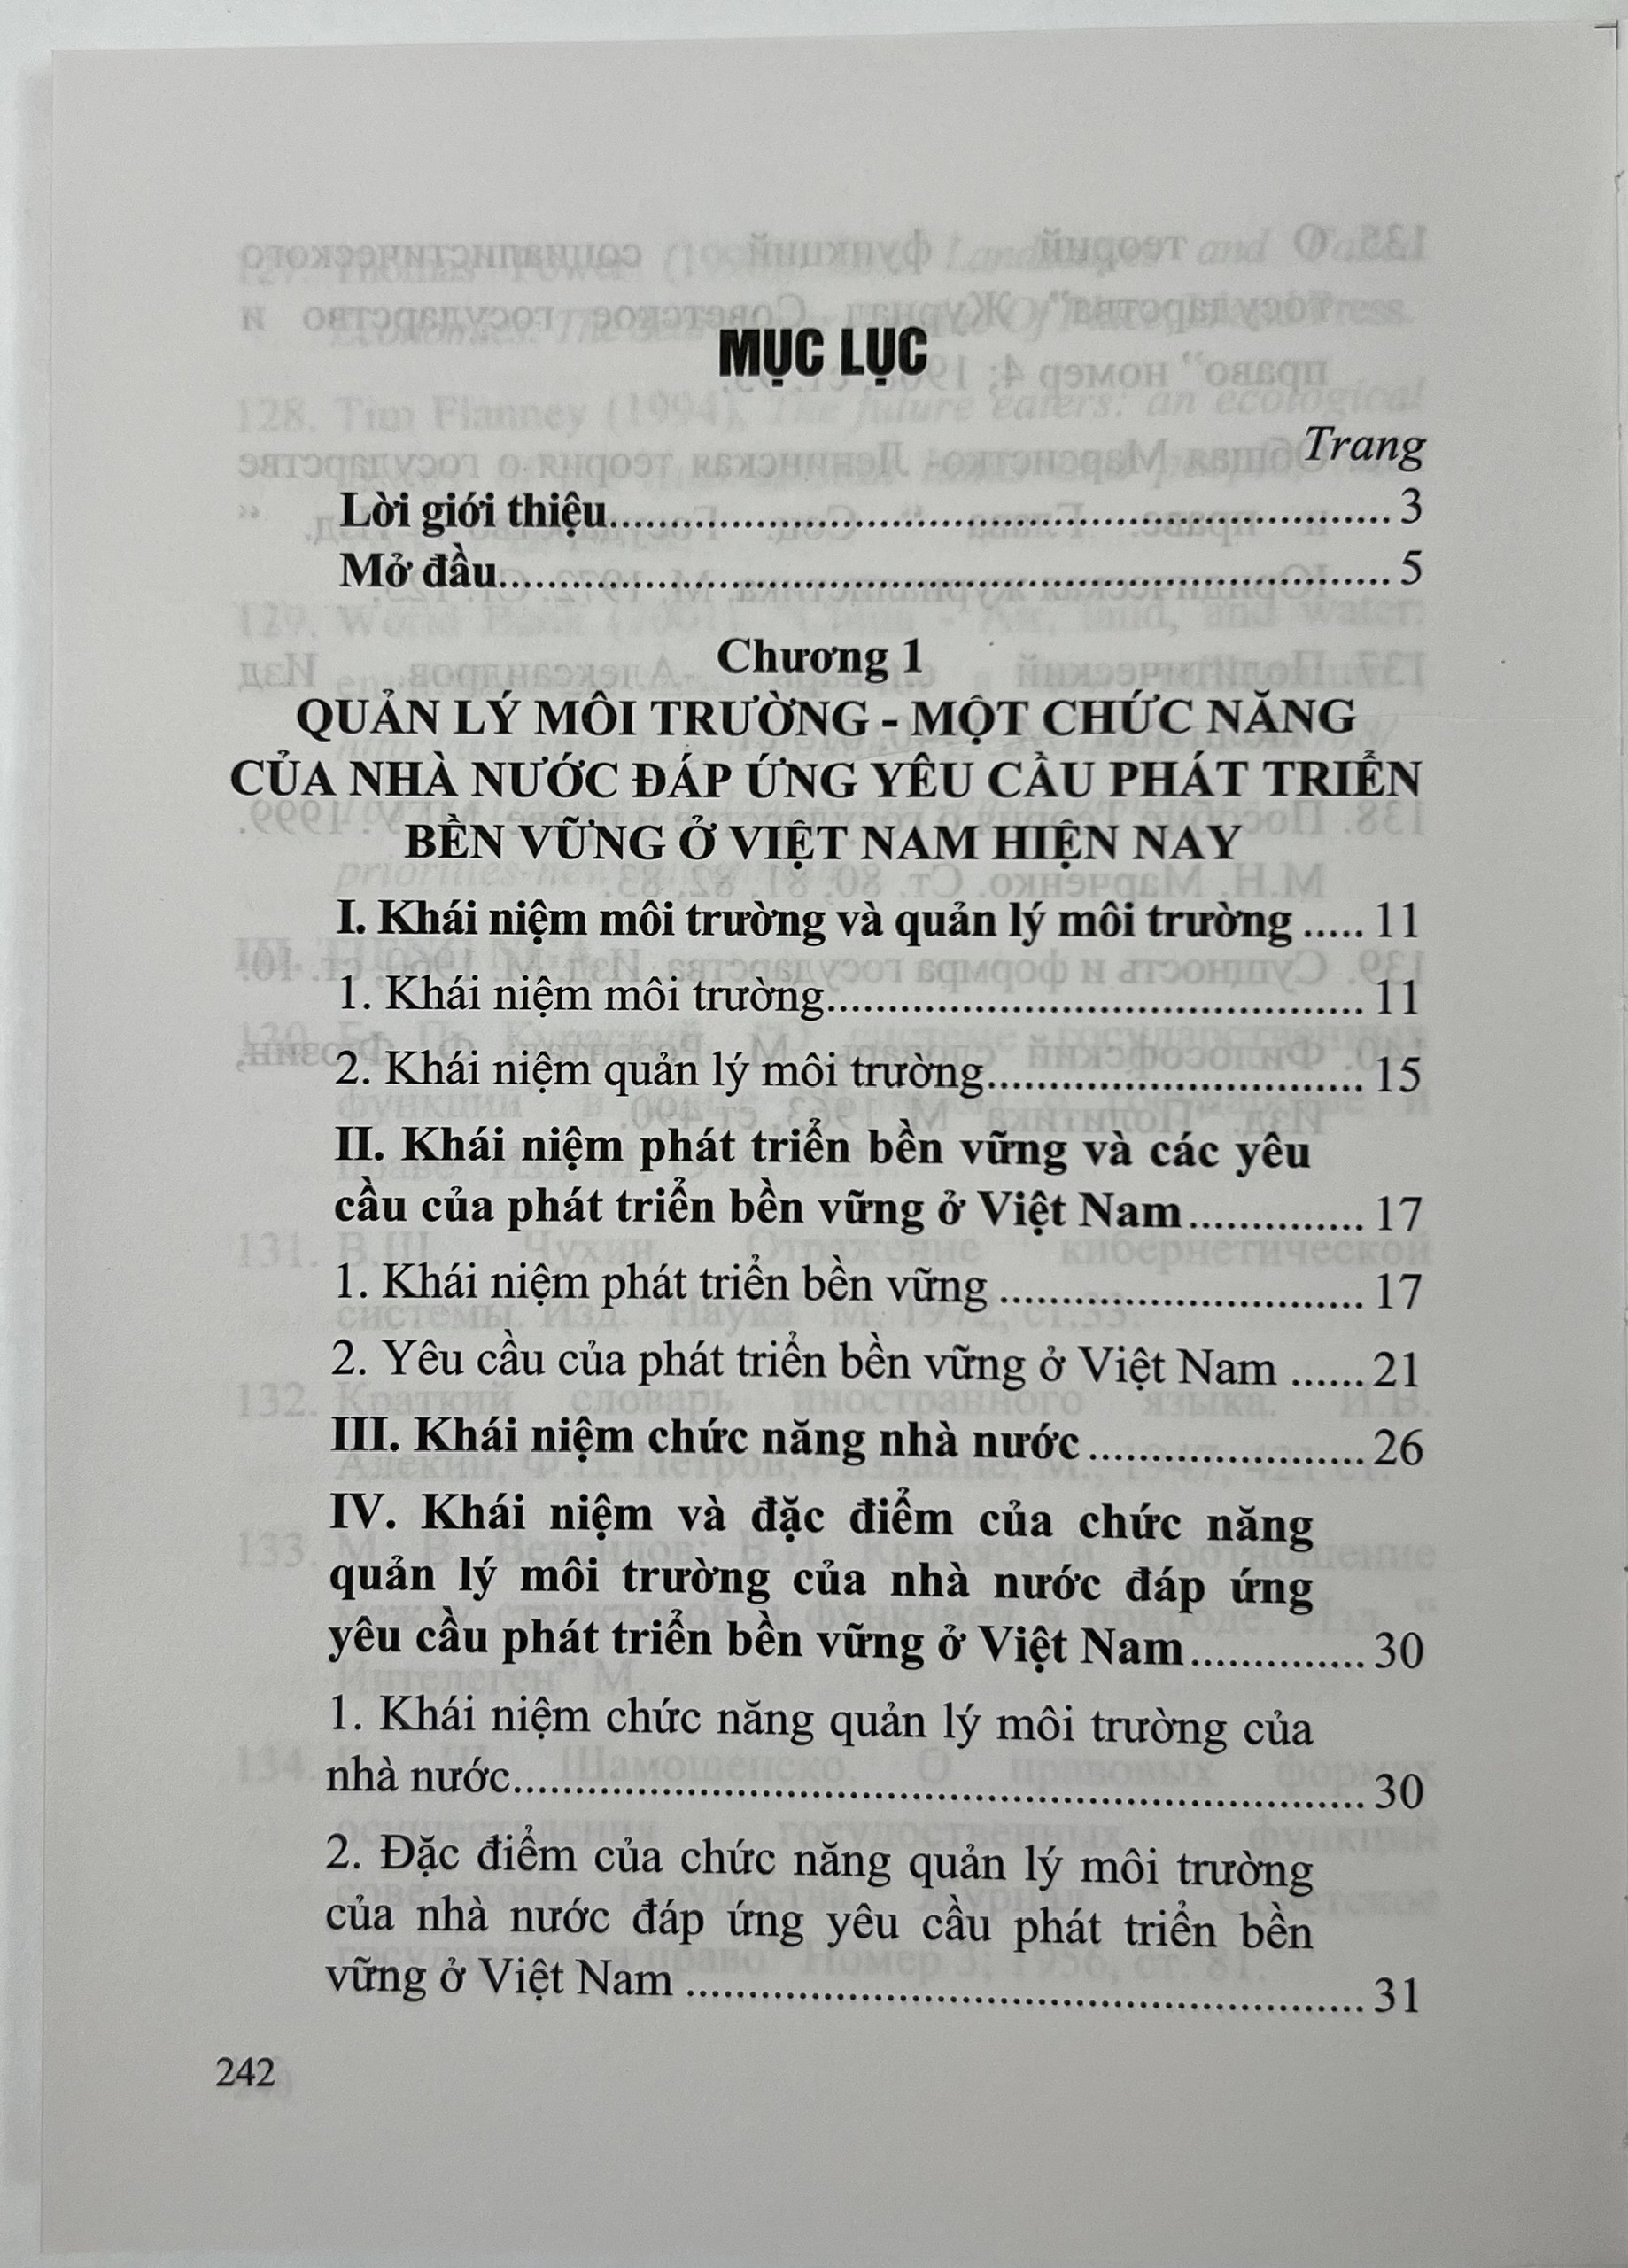 MỤC LỤC
Trang
Lời giới thiệu.................................................................. 3
Mở đầu........................................................................... 5
Chương 1
QUẢN LÝ MÔI TRƯỜNG - MỘT CHỨC NĂNG
CỦA NHÀ NƯỚC ĐÁP ỨNG YÊU CẦU PHÁT TRIỂN
BỀN VỮNG Ở VIỆT NAM HIỆN NAY
I. Khái niệm môi trường và quản lý môi trường ..... 11
1. Khái niệm môi trường............................................. 11
2. Khái niệm quản lý môi trường................................ 15
II. Khái niệm phát triển bền vững và các yêu
cầu của phát triển bền vững ở Việt Nam............... 17
1. Khái niệm phát triển bền vững ............................... 17
2. Yêu cầu của phát triển bền vững ở Việt Nam ...... 21
III. Khái niệm chức năng nhà nước....................... 26
IV. Khái niệm và đặc điểm của chức năng
quản lý môi trường của nhà nước đáp ứng
yêu cầu phát triển bền vững ở Việt Nam............... 30
1. Khái niệm chức năng quản lý môi trường của
nhà nước........................................................................ 30
2. Đặc điểm của chức năng quản lý môi trường
của nhà nước đáp ứng yêu cầu phát triển bền
vững ở Việt Nam ......................................................... 31
242